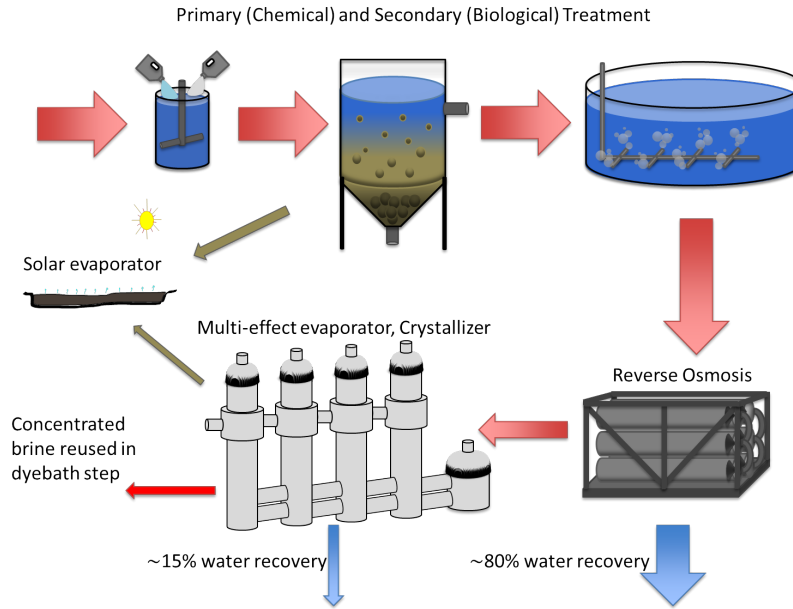 Primary (Chemical) and Secondary (Biological) Treatment
Solar evaporator
Multi-effect evaporator, Crystallizer
Reverse Osmosis
Concentrated
brine reused in
dyebath step
~15% water recovery
~80% water recovery